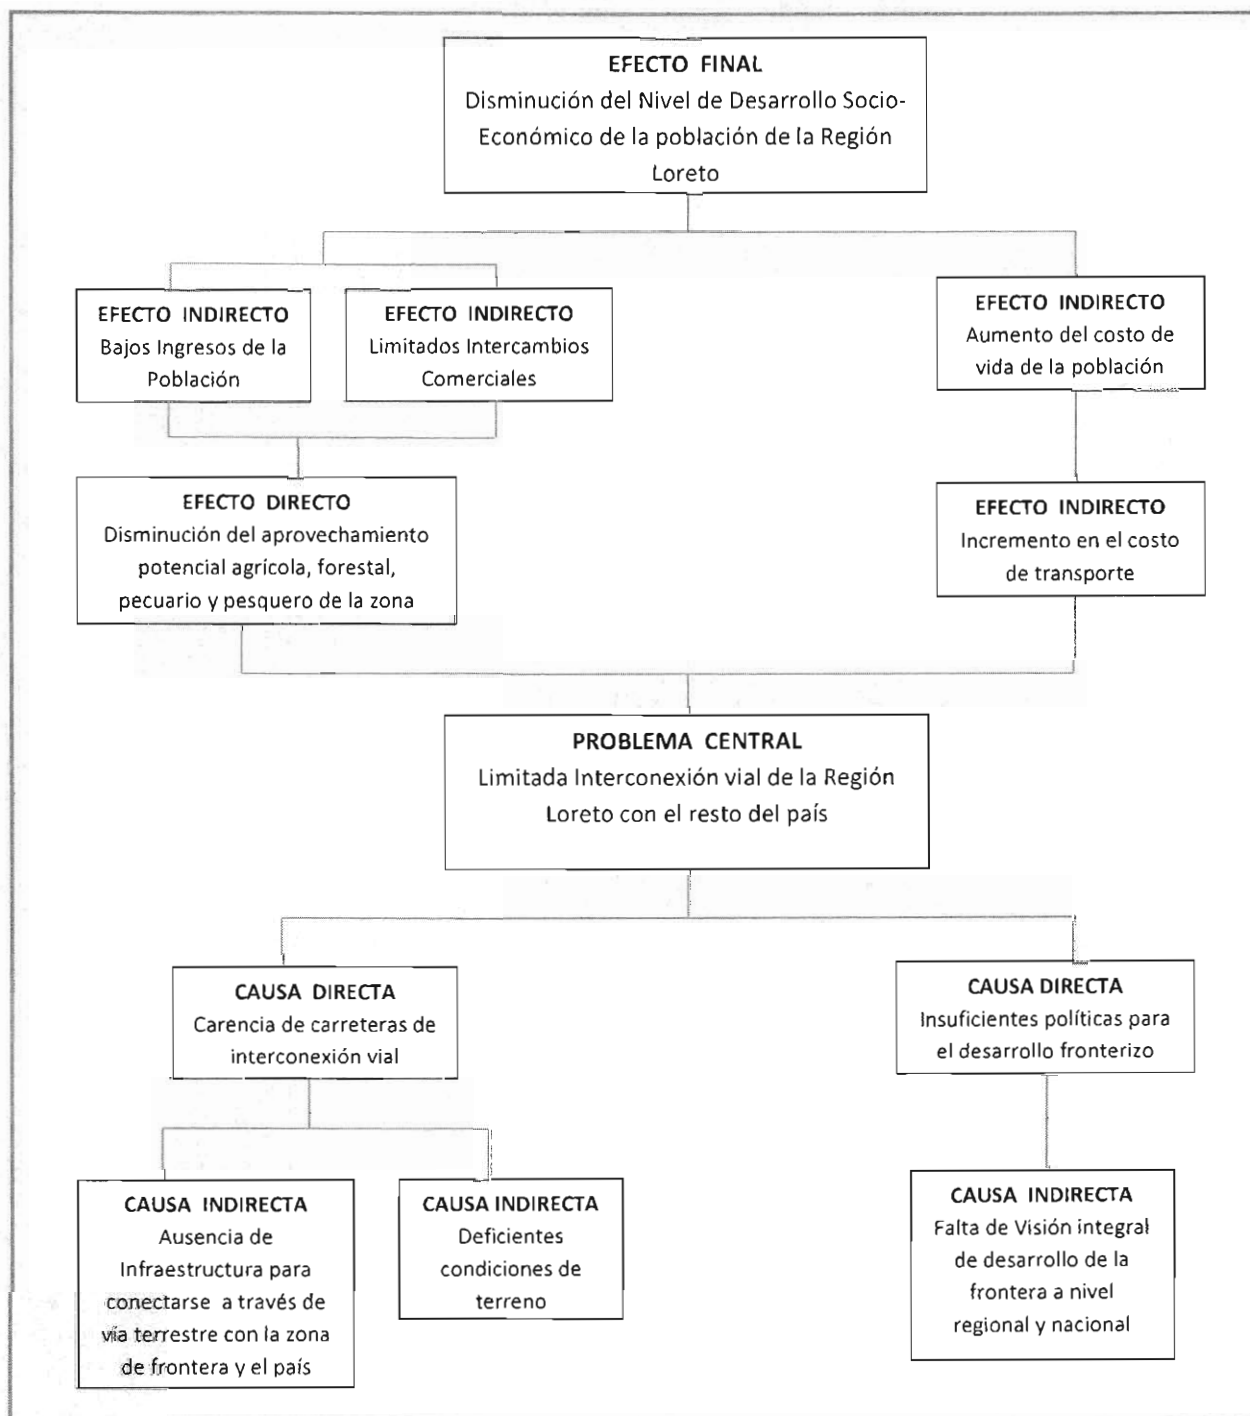 EFECTO FINAL
Disminución del Nivel de Desarrollo Socio-
Económico de la población de la Región
Loreto
EFECTO INDIRECTO
Bajos Ingresos de la
Población
EFECTO INDIRECTO
Limitados Intercambios
Comerciales
EFECTO INDIRECTO
Aumento del costo de
vida de la población
EFECTO DIRECTO
Disminución del aprovechamiento
potencial agrícola, forestal,
pecuario y pesquero de la zona
EFECTO INDIRECTO
Incremento en el costo
de transporte
PROBLEMA CENTRAL
Limitada Interconexión vial de la Región
Loreto con el resto del país
CAUSA DIRECTA
Carencia de carreteras de
interconexión vial
CAUSA DIRECTA
Insuficientes políticas para
el desarrollo fronterizo
CAUSA INDIRECTA
Ausencia de
Infraestructura para
conectarse a través de
vía terrestre con la zona
de frontera y el país
CAUSA INDIRECTA
Deficientes
condiciones de
terreno
CAUSA INDIRECTA
Falta de Visión integral
de desarrollo de la
frontera a nivel
regional y nacional